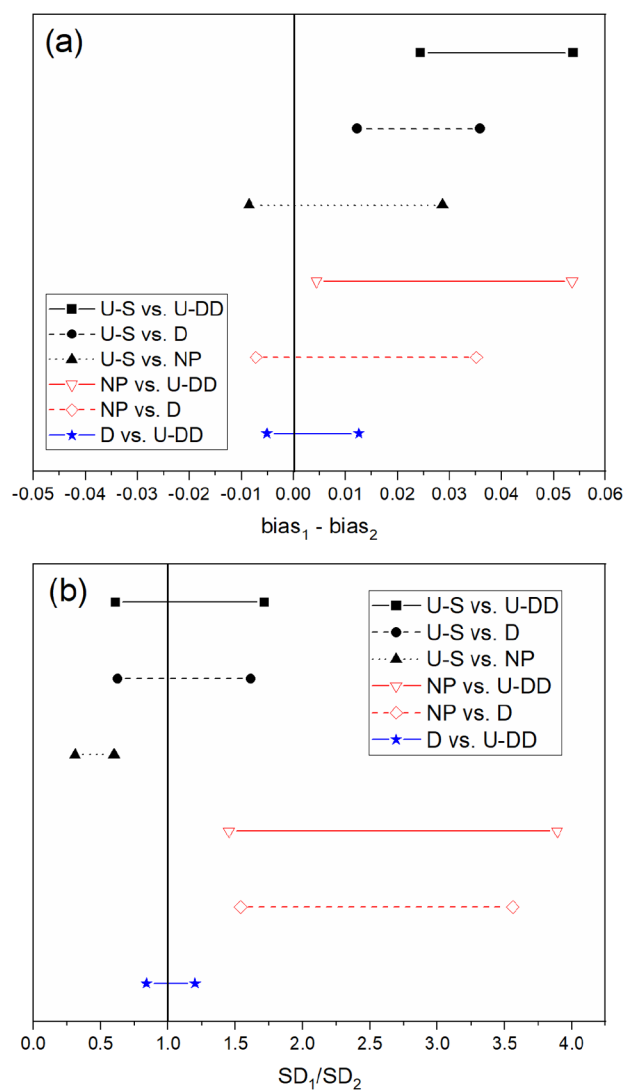 (a)
U-S vs. U-DD
U-S vs. D
U-S vs. NP
NP vs. U-DD
NP vs. D
D vs. U-DD
-0.05 -0.04 -0.03 -0.02 -0.01 0.00 0.01 0.02 0.03 0.04 0.05 0.06
bias₁ - bias₂
(b)
U-S vs. U-DD
U-S vs. D
U-S vs. NP
NP vs. U-DD
NP vs. D
D vs. U-DD
0.0 0.5 1.0 1.5 2.0 2.5 3.0 3.5 4.0
SD₁/SD₂